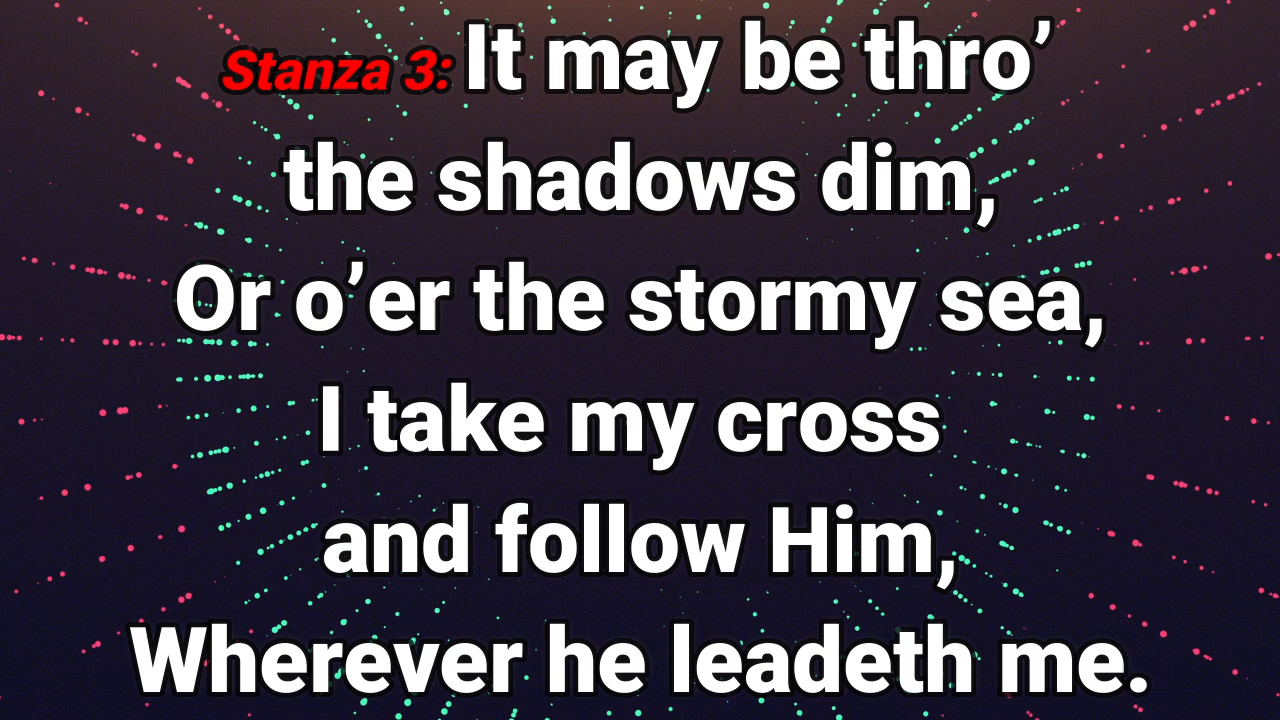 Stanza 3: It may be thro’
the shadows dim,
Or o’er the stormy sea,
I take my cross
and follow Him,
Wherever he leadeth me.